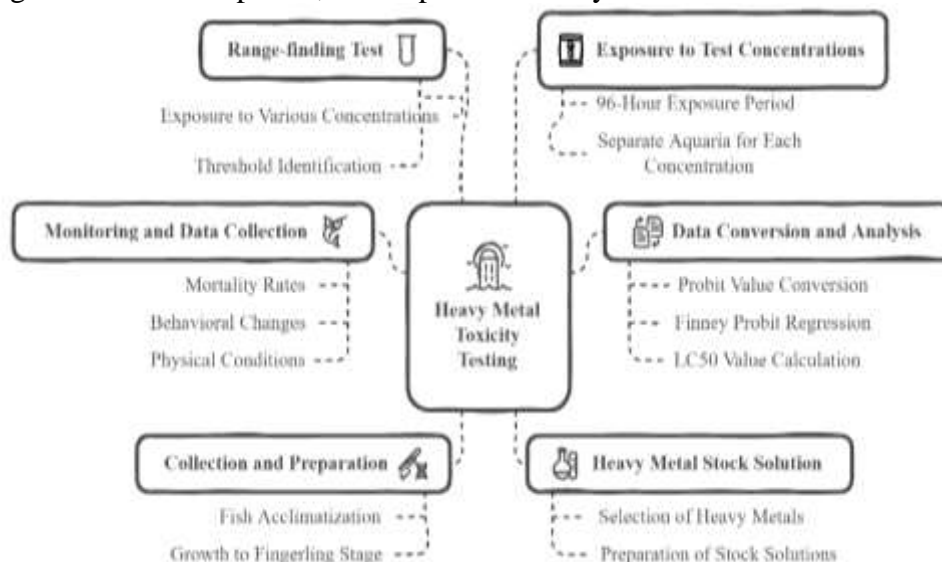 Range-finding Test
Exposure to Various Concentrations
Threshold Identification
Exposure to Test Concentrations
96-Hour Exposure Period
Separate Aquaria for Each
Concentration
Monitoring and Data Collection
Mortality Rates
Behavioral Changes
Physical Conditions
Heavy Metal
Toxicity
Testing
Data Conversion and Analysis
Probit Value Conversion
Finney Probit Regression
LC50 Value Calculation
Collection and Preparation
Fish Acclimatization
Growth to Fingerling Stage
Heavy Metal Stock Solution
Selection of Heavy Metals
Preparation of Stock Solutions